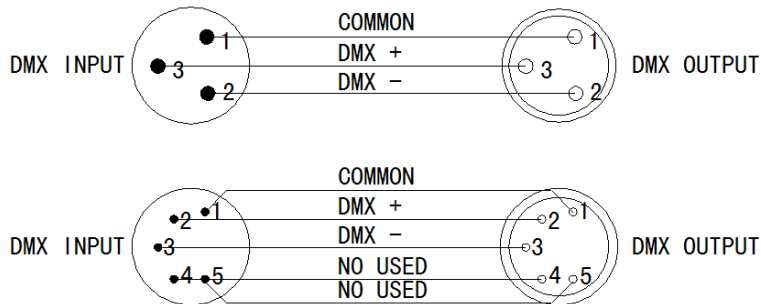 COMMON
1 1
DMX +
DMX INPUT 3 3 DMX OUTPUT
DMX -
2 2
COMMON
1 1
DMX +
2 2
DMX -
DMX INPUT 3 3 DMX OUTPUT
NO USED
4 5 4 5
NO USED